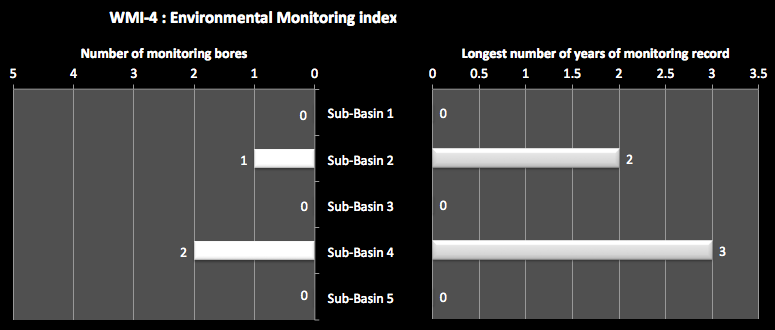 WMI-4 : Environmental Monitoring index
Number of monitoring bores
Longest number of years of monitoring record
5 4 3 2 1 0
0 0.5 1 1.5 2 2.5 3 3.5
0 Sub-Basin 1 0
1 Sub-Basin 2 2
0 Sub-Basin 3 0
2 Sub-Basin 4 3
0 Sub-Basin 5 0